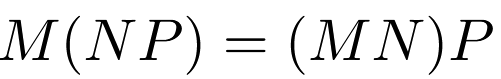 M(NP) = (MN)P